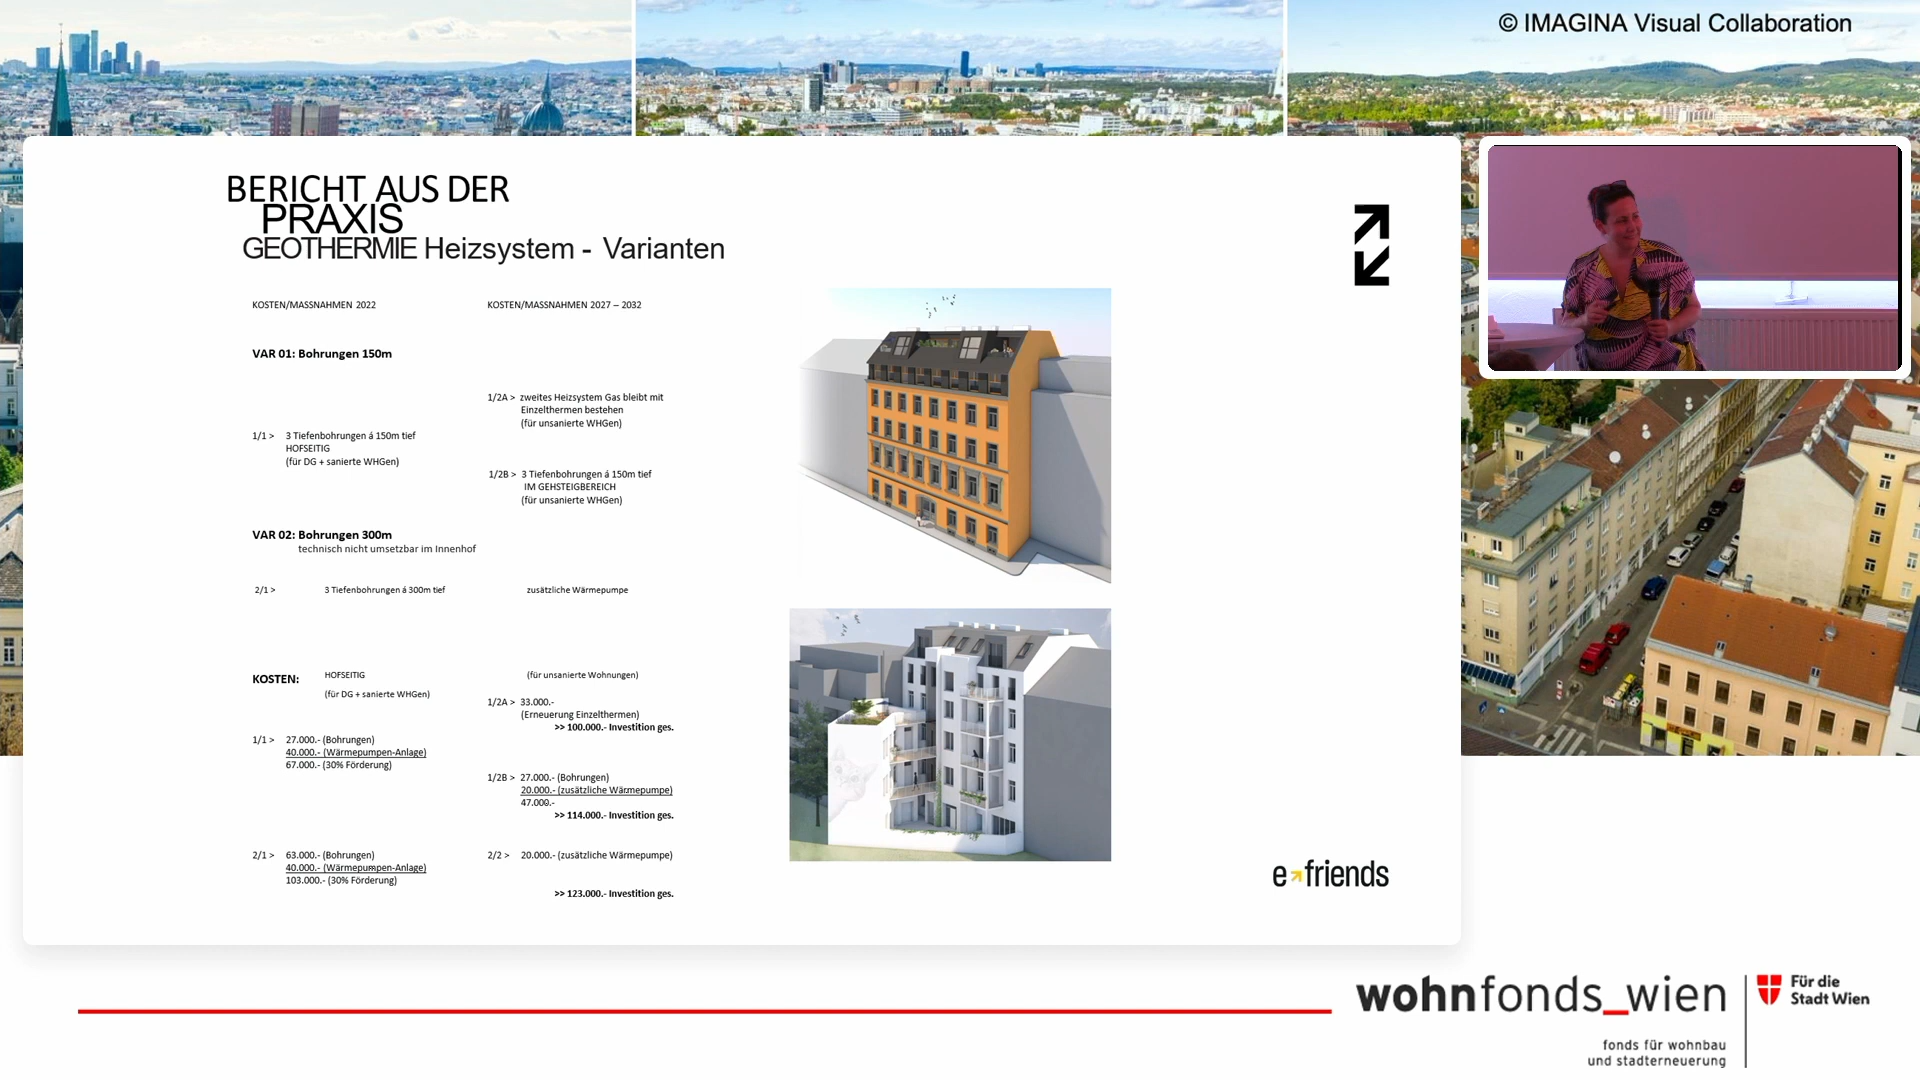 © IMAGINA Visual Collaboration
BERICHT AUS DER
PRAXIS
GEOTHERMIE Heizsystem - Varianten
KOSTEN/MASSNAHMEN 2022
KOSTEN/MASSNAHMEN 2027 – 2032
VAR 01: Bohrungen 150m
1/2A > zweites Heizsystem Gas bleibt mit
Einzelthermen bestehen
(für unsanierte WHGen)
1/1 > 3 Tiefenbohrungen á 150m tief
HOFSEITIG
(für DG + sanierte WHGen)
1/2B > 3 Tiefenbohrungen á 150m tief
IM GEHSTEIGBEREICH
(für unsanierte WHGen)
VAR 02: Bohrungen 300m
technisch nicht umsetzbar im Innenhof
2/1 > 3 Tiefenbohrungen á 300m tief
zusätzliche Wärmepumpe
KOSTEN:
HOFSEITIG
(für DG + sanierte WHGen)
(für unsanierte Wohnungen)
1/2A > 33.000.-
(Erneuerung Einzelthermen)
>> 100.000.- Investition ges.
1/1 > 27.000.- (Bohrungen)
40.000.- (Wärmepumpen-Anlage)
67.000.- (30% Förderung)
1/2B > 27.000.- (Bohrungen)
20.000.- (zusätzliche Wärmepumpe)
47.000.-
>> 114.000.- Investition ges.
2/1 > 63.000.- (Bohrungen)
40.000.- (Wärmepumpen-Anlage)
103.000.- (30% Förderung)
2/2 > 20.000.- (zusätzliche Wärmepumpe)
>> 123.000.- Investition ges.
e friends
wohnfonds_wien
fonds für wohnbau
und stadterneuerung
Für die
Stadt Wien